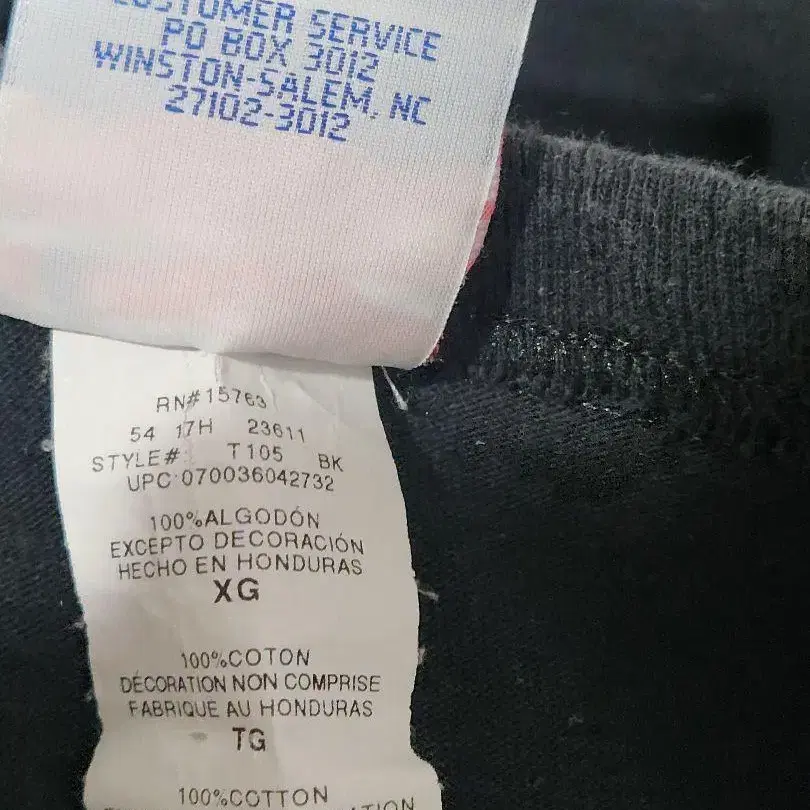 CUSTOMER SERVICE
PO BOX 3012
WINSTON-SALEM, NC
27102-3012
RN#15763
54 17H 23611
STYLE# T105 BK
UPC 070036042732
100%ALGODÓN
EXCEPTO DECORACIÓN
HECHO EN HONDURAS
XG
100%COTON
DÉCORATION NON COMPRISE
FABRIQUE AU HONDURAS
TG
100%COTTON